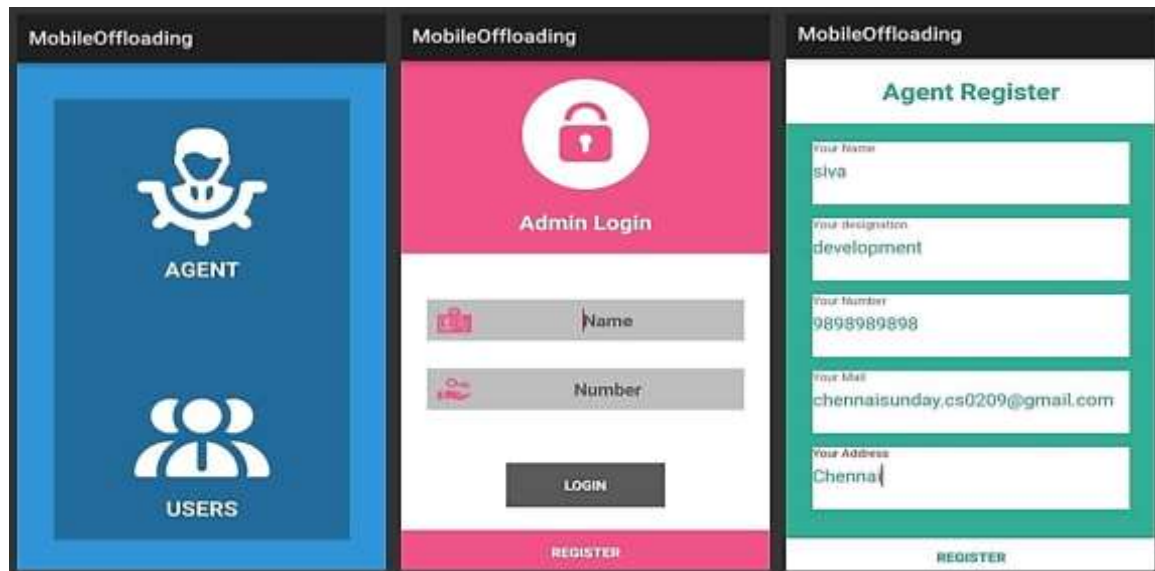 MobileOffloading
AGENT
USERS
MobileOffloading
Admin Login
Name
Number
LOGIN
REGISTER
MobileOffloading
Agent Register
Your Name
siva
Your designation
development
Your Number
9898989898
Your Mail
chennaisunday.cs0209@gmail.com
Your Address
Chennai
REGISTER